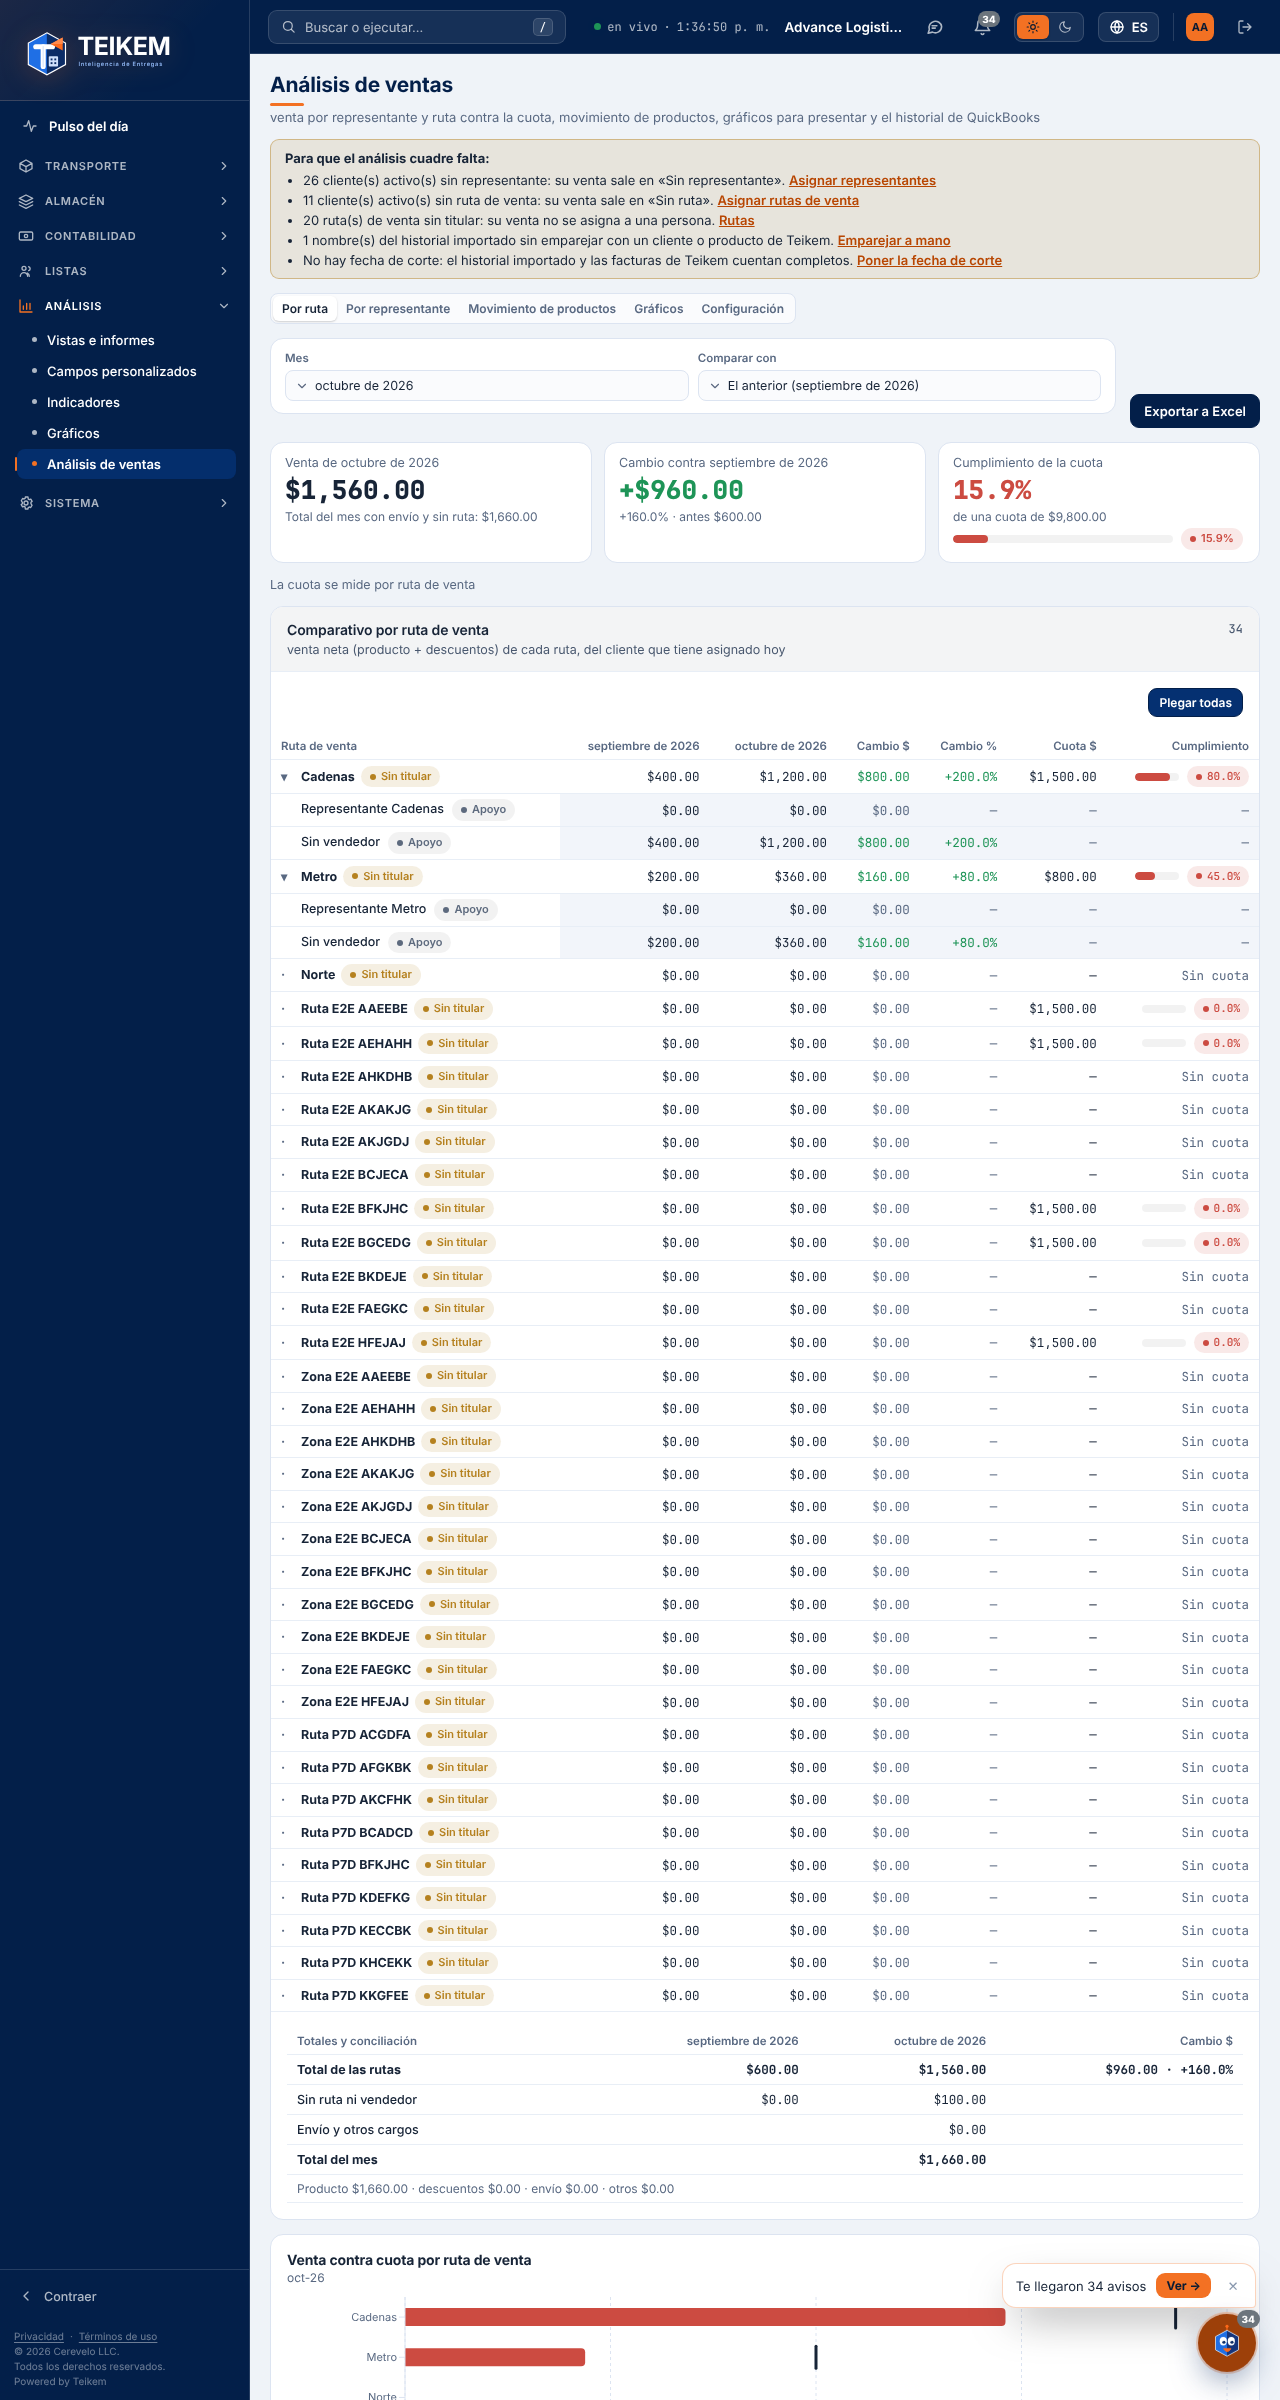 TEIKEM
Inteligencia de Entregas
Buscar o ejecutar...
/
en vivo · 1:36:50 p. m.
Advance Logisti...
34
ES
AA
Pulso del día
TRANSPORTE
ALMACÉN
CONTABILIDAD
LISTAS
ANÁLISIS
Vistas e informes
Campos personalizados
Indicadores
Gráficos
Análisis de ventas
SISTEMA
Análisis de ventas
venta por representante y ruta contra la cuota, movimiento de productos, gráficos para presentar y el historial de QuickBooks
Para que el análisis cuadre falta:
• 26 cliente(s) activo(s) sin representante: su venta sale en «Sin representante». Asignar representantes
• 11 cliente(s) activo(s) sin ruta de venta: su venta sale en «Sin ruta». Asignar rutas de venta
• 20 ruta(s) de venta sin titular: su venta no se asigna a una persona. Rutas
• 1 nombre(s) del historial importado sin emparejar con un cliente o producto de Teikem. Emparejar a mano
• No hay fecha de corte: el historial importado y las facturas de Teikem cuentan completos. Poner la fecha de corte
Por ruta Por representante Movimiento de productos Gráficos Configuración
Mes
octubre de 2026
Comparar con
El anterior (septiembre de 2026)
Exportar a Excel
Venta de octubre de 2026
$1,560.00
Total del mes con envío y sin ruta: $1,660.00
Cambio contra septiembre de 2026
+$960.00
+160.0% · antes $600.00
Cumplimiento de la cuota
15.9%
de una cuota de $9,800.00
15.9%
La cuota se mide por ruta de venta
Comparativo por ruta de venta
34
venta neta (producto + descuentos) de cada ruta, del cliente que tiene asignado hoy
Plegar todas
Ruta de venta septiembre de 2026 octubre de 2026 Cambio $ Cambio % Cuota $ Cumplimiento
▾ Cadenas Sin titular $400.00 $1,200.00 $800.00 +200.0% $1,500.00 80.0%
Representante Cadenas Apoyo $0.00 $0.00 $0.00 — — —
Sin vendedor Apoyo $400.00 $1,200.00 $800.00 +200.0% — —
▾ Metro Sin titular $200.00 $360.00 $160.00 +80.0% $800.00 45.0%
Representante Metro Apoyo $0.00 $0.00 $0.00 — — —
Sin vendedor Apoyo $200.00 $360.00 $160.00 +80.0% — —
· Norte Sin titular $0.00 $0.00 $0.00 — — Sin cuota
· Ruta E2E AAEEBE Sin titular $0.00 $0.00 $0.00 — $1,500.00 0.0%
· Ruta E2E AEHAHH Sin titular $0.00 $0.00 $0.00 — $1,500.00 0.0%
· Ruta E2E AHKDHB Sin titular $0.00 $0.00 $0.00 — — Sin cuota
· Ruta E2E AKAKJG Sin titular $0.00 $0.00 $0.00 — — Sin cuota
· Ruta E2E AKJGDJ Sin titular $0.00 $0.00 $0.00 — — Sin cuota
· Ruta E2E BCJECA Sin titular $0.00 $0.00 $0.00 — — Sin cuota
· Ruta E2E BFKJHC Sin titular $0.00 $0.00 $0.00 — $1,500.00 0.0%
· Ruta E2E BGCEDG Sin titular $0.00 $0.00 $0.00 — $1,500.00 0.0%
· Ruta E2E BKDEJE Sin titular $0.00 $0.00 $0.00 — — Sin cuota
· Ruta E2E FAEGKC Sin titular $0.00 $0.00 $0.00 — — Sin cuota
· Ruta E2E HFEJAJ Sin titular $0.00 $0.00 $0.00 — $1,500.00 0.0%
· Zona E2E AAEEBE Sin titular $0.00 $0.00 $0.00 — — Sin cuota
· Zona E2E AEHAHH Sin titular $0.00 $0.00 $0.00 — — Sin cuota
· Zona E2E AHKDHB Sin titular $0.00 $0.00 $0.00 — — Sin cuota
· Zona E2E AKAKJG Sin titular $0.00 $0.00 $0.00 — — Sin cuota
· Zona E2E AKJGDJ Sin titular $0.00 $0.00 $0.00 — — Sin cuota
· Zona E2E BCJECA Sin titular $0.00 $0.00 $0.00 — — Sin cuota
· Zona E2E BFKJHC Sin titular $0.00 $0.00 $0.00 — — Sin cuota
· Zona E2E BGCEDG Sin titular $0.00 $0.00 $0.00 — — Sin cuota
· Zona E2E BKDEJE Sin titular $0.00 $0.00 $0.00 — — Sin cuota
· Zona E2E FAEGKC Sin titular $0.00 $0.00 $0.00 — — Sin cuota
· Zona E2E HFEJAJ Sin titular $0.00 $0.00 $0.00 — — Sin cuota
· Ruta P7D ACGDFA Sin titular $0.00 $0.00 $0.00 — — Sin cuota
· Ruta P7D AFGKBK Sin titular $0.00 $0.00 $0.00 — — Sin cuota
· Ruta P7D AKCFHK Sin titular $0.00 $0.00 $0.00 — — Sin cuota
· Ruta P7D BCADCD Sin titular $0.00 $0.00 $0.00 — — Sin cuota
· Ruta P7D BFKJHC Sin titular $0.00 $0.00 $0.00 — — Sin cuota
· Ruta P7D KDEFKG Sin titular $0.00 $0.00 $0.00 — — Sin cuota
· Ruta P7D KECCBK Sin titular $0.00 $0.00 $0.00 — — Sin cuota
· Ruta P7D KHCEKK Sin titular $0.00 $0.00 $0.00 — — Sin cuota
· Ruta P7D KKGFEE Sin titular $0.00 $0.00 $0.00 — — Sin cuota
Totales y conciliación septiembre de 2026 octubre de 2026 Cambio $
Total de las rutas $600.00 $1,560.00 $960.00 · +160.0%
Sin ruta ni vendedor $0.00 $100.00
Envío y otros cargos $0.00
Total del mes $1,660.00
Producto $1,660.00 · descuentos $0.00 · envío $0.00 · otros $0.00
Venta contra cuota por ruta de venta
oct-26
Cadenas
Metro
Norte
Te llegaron 34 avisos
Ver →
×
34
Contraer
Privacidad · Términos de uso
© 2026 Cerevelo LLC.
Todos los derechos reservados.
Powered by Teikem